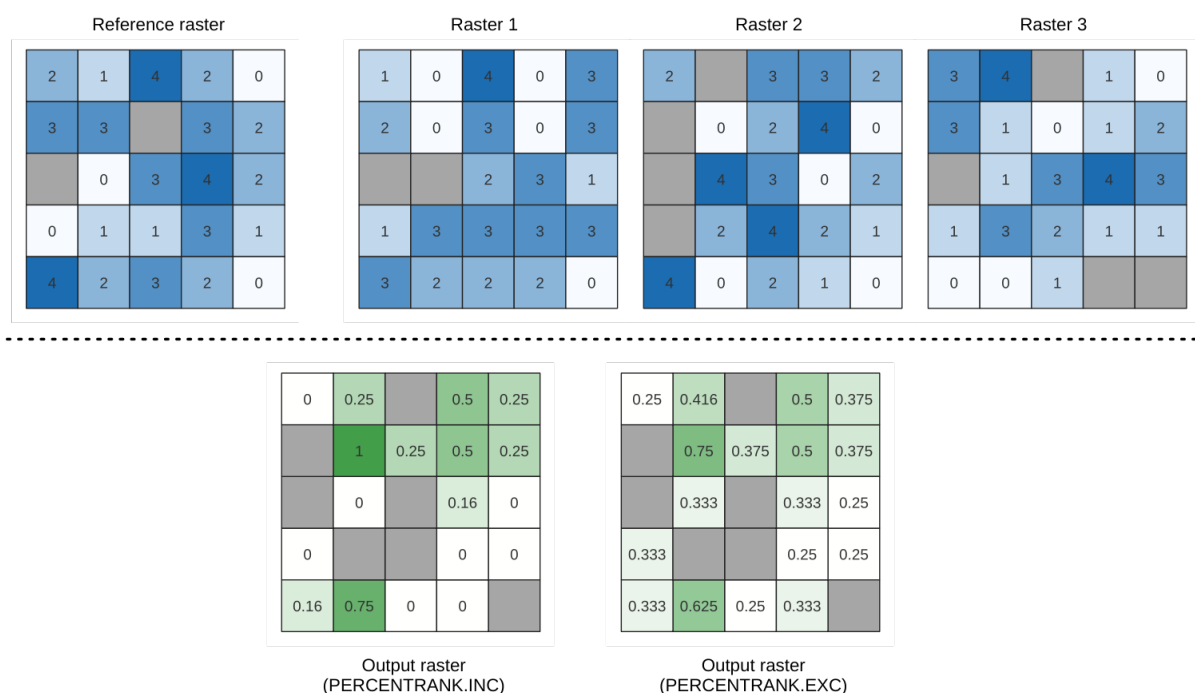 Reference raster Raster 1 Raster 2 Raster 3
2 1 4 2 0 1 0 4 0 3 2 3 3 2 3 4 1 0
3 3 3 2 2 0 3 0 3 0 2 4 0 3 1 0 1 2
0 3 4 2 2 3 1 4 3 0 2 1 3 4 3
0 1 1 3 1 1 3 3 3 3 2 4 2 1 1 3 2 1 1
4 2 3 2 0 3 2 2 2 0 4 0 2 1 0 0 0 1
0 0.25 0.5 0.25 0.25 0.416 0.5 0.375
1 0.25 0.5 0.25 0.75 0.375 0.5 0.375
0 0.16 0 0.333 0.333 0.25
0 0 0 0.333 0.25 0.25
0.16 0.75 0 0 0.333 0.625 0.25 0.333
Output raster Output raster
(PERCENTRANK.INC) (PERCENTRANK.EXC)